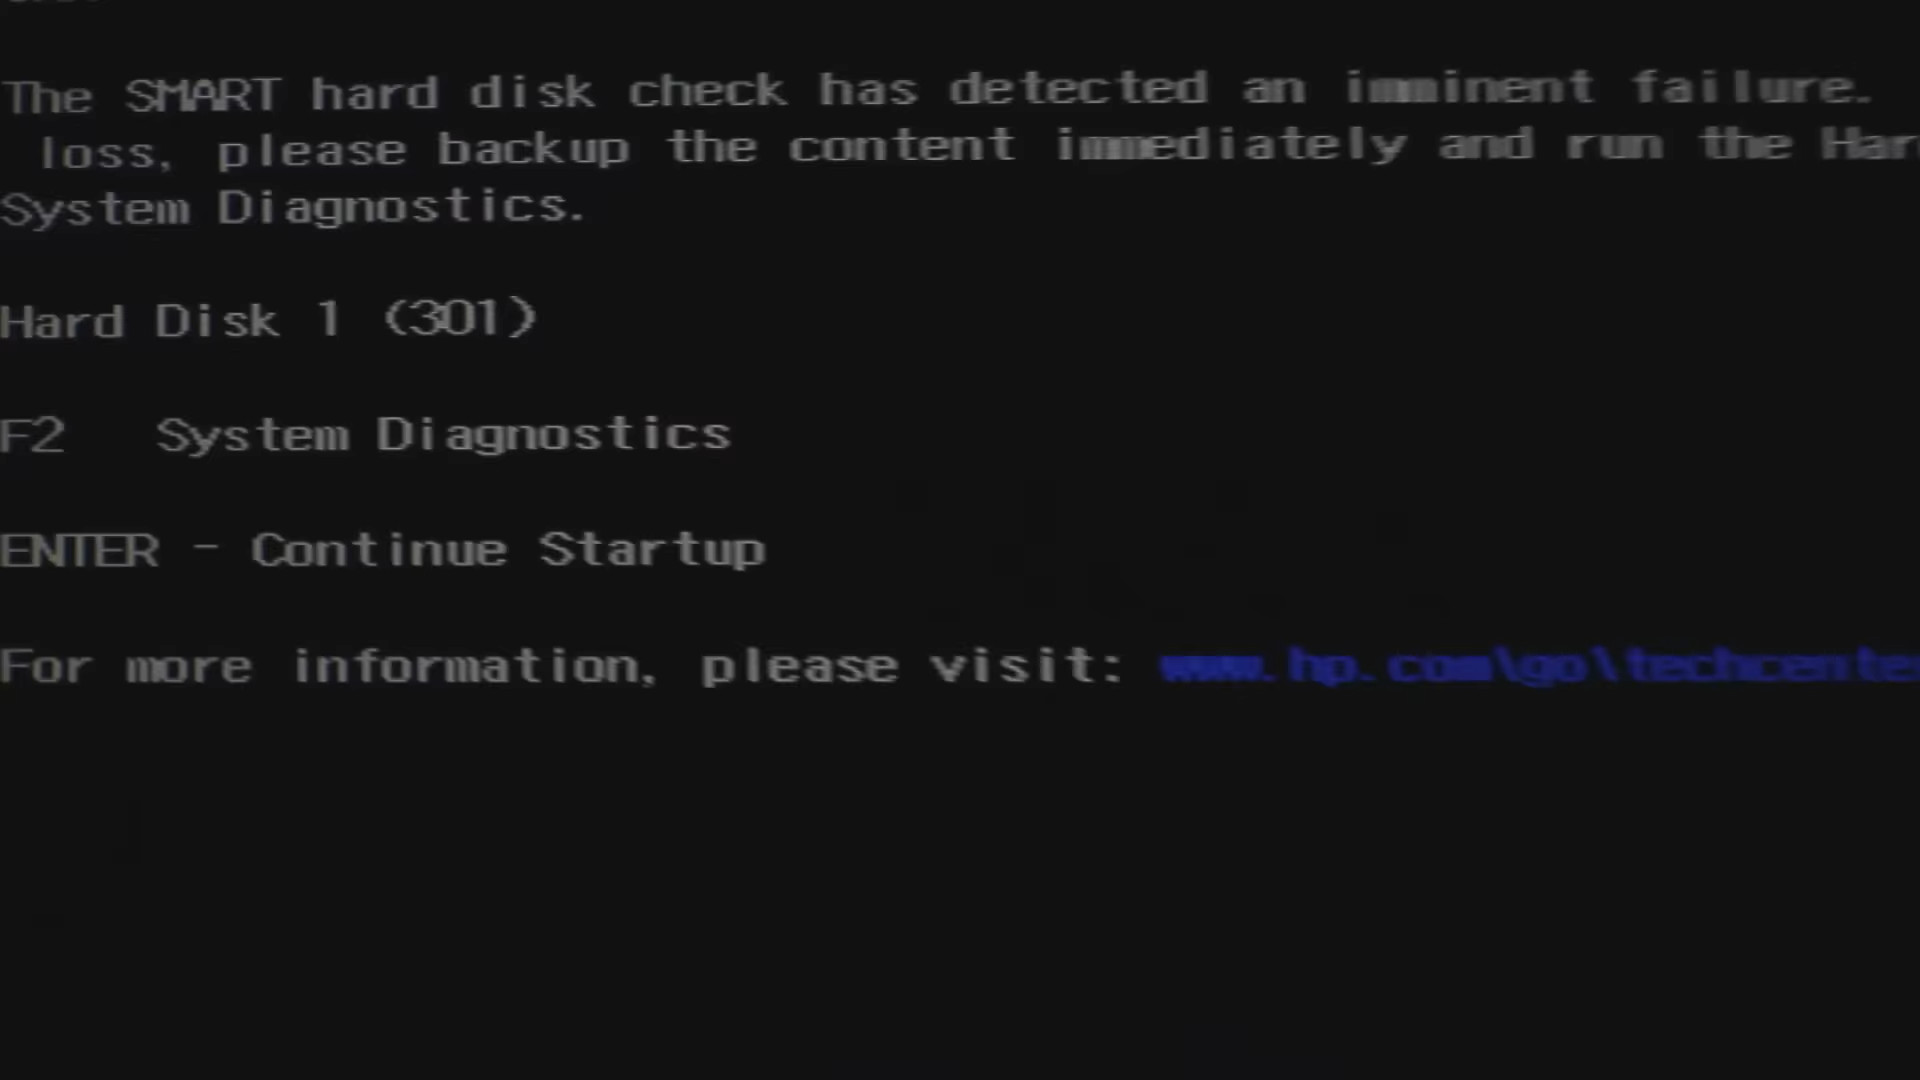 The SMART hard disk check has detected an imminent failure.
loss, please backup the content immediately and run the
System Diagnostics.
Hard Disk 1 (301)
F2 System Diagnostics
ENTER - Continue Startup
For more information, please visit: www.hp.com\go\techcenter